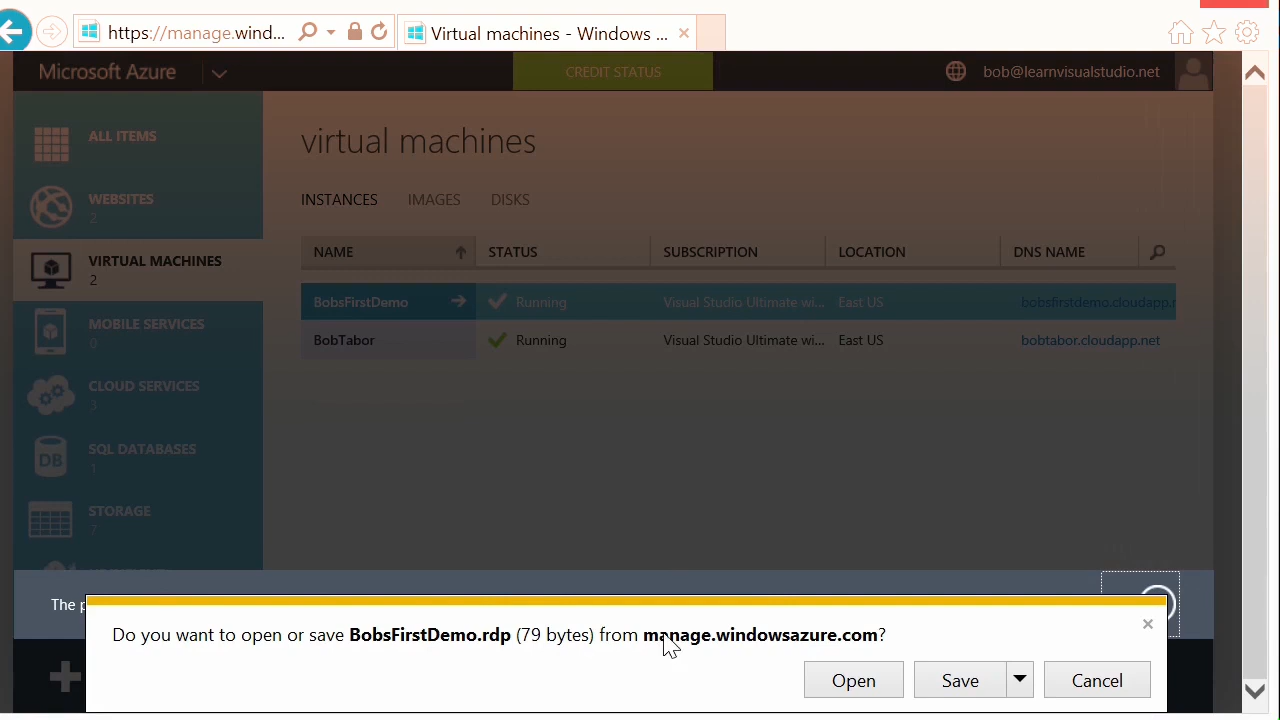 https://manage.wind...
Virtual machines - Windows ...
Microsoft Azure
CREDIT STATUS
bob@learnvisualstudio.net
ALL ITEMS
WEBSITES
2
VIRTUAL MACHINES
2
MOBILE SERVICES
0
CLOUD SERVICES
3
SQL DATABASES
1
DB
STORAGE
7
virtual machines
INSTANCES IMAGES DISKS
NAME STATUS SUBSCRIPTION LOCATION DNS NAME
BobsFirstDemo Running Visual Studio Ultimate wi... East US bobsfirstdemo.cloudapp.r
BobTabor Running Visual Studio Ultimate wi... East US bobtabor.cloudapp.net
The p
Do you want to open or save BobsFirstDemo.rdp (79 bytes) from manage.windowsazure.com?
Open Save Cancel